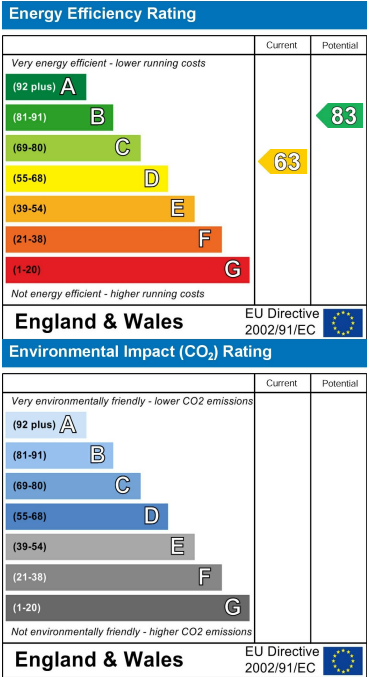 Energy Efficiency Rating
Current Potential
Very energy efficient - lower running costs
(92 plus) A
(81-91) B
83
(69-80) C
63
(55-68) D
(39-54) E
(21-38) F
(1-20) G
Not energy efficient - higher running costs
England & Wales
EU Directive
2002/91/EC
Environmental Impact (CO₂) Rating
Current Potential
Very environmentally friendly - lower CO2 emissions
(92 plus) A
(81-91) B
(69-80) C
(55-68) D
(39-54) E
(21-38) F
(1-20) G
Not environmentally friendly - higher CO2 emissions
England & Wales
EU Directive
2002/91/EC